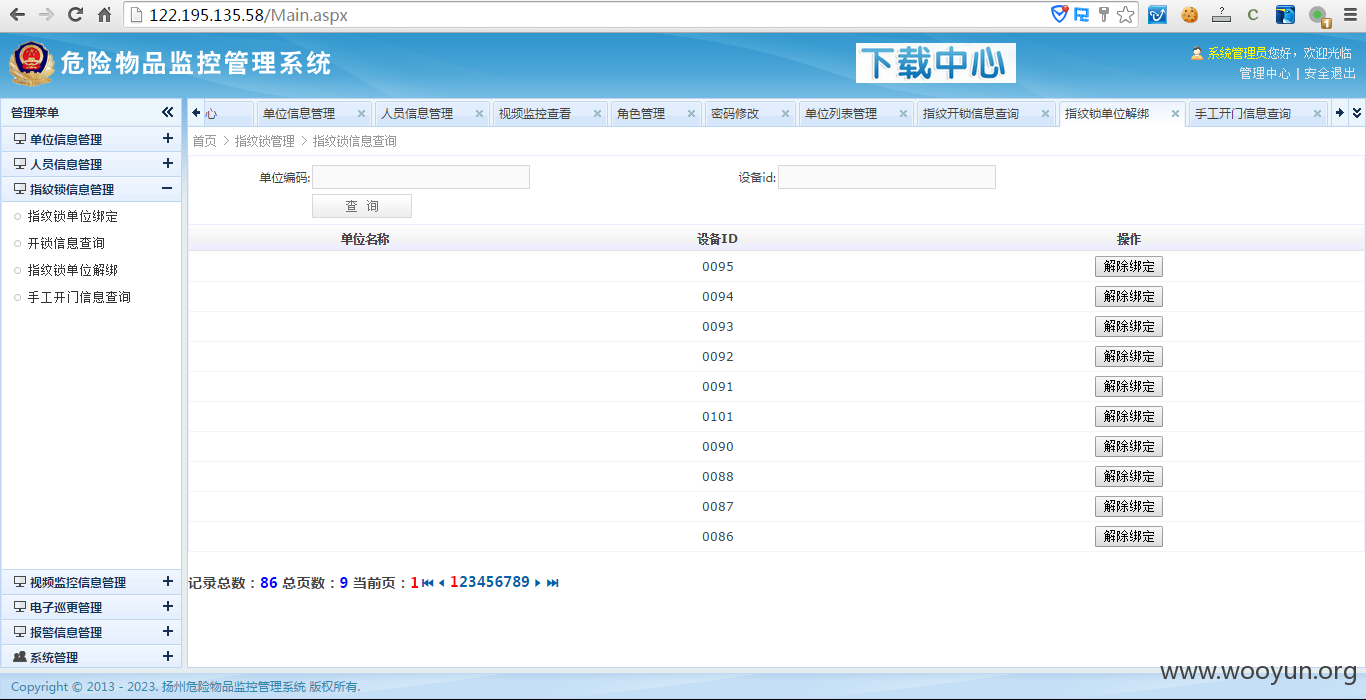 122.195.135.58/Main.aspx
危险物品监控管理系统
下载中心
系统管理员您好，欢迎光临
管理中心 | 安全退出
管理菜单
心 单位信息管理 人员信息管理 视频监控查看 角色管理 密码修改 单位列表管理 指纹开锁信息查询 指纹锁单位解绑 手工开门信息查询
首页 > 指纹锁管理 > 指纹锁信息查询
单位信息管理
人员信息管理
指纹锁信息管理
指纹锁单位绑定
开锁信息查询
指纹锁单位解绑
手工开门信息查询
视频监控信息管理
电子巡更管理
报警信息管理
系统管理
单位编码: 设备id:
查 询
单位名称 设备ID 操作
0095 解除绑定
0094 解除绑定
0093 解除绑定
0092 解除绑定
0091 解除绑定
0101 解除绑定
0090 解除绑定
0088 解除绑定
0087 解除绑定
0086 解除绑定
记录总数：86 总页数：9 当前页：1 123456789
www.wooyun.org
Copyright © 2013 - 2023. 扬州危险物品监控管理系统 版权所有.